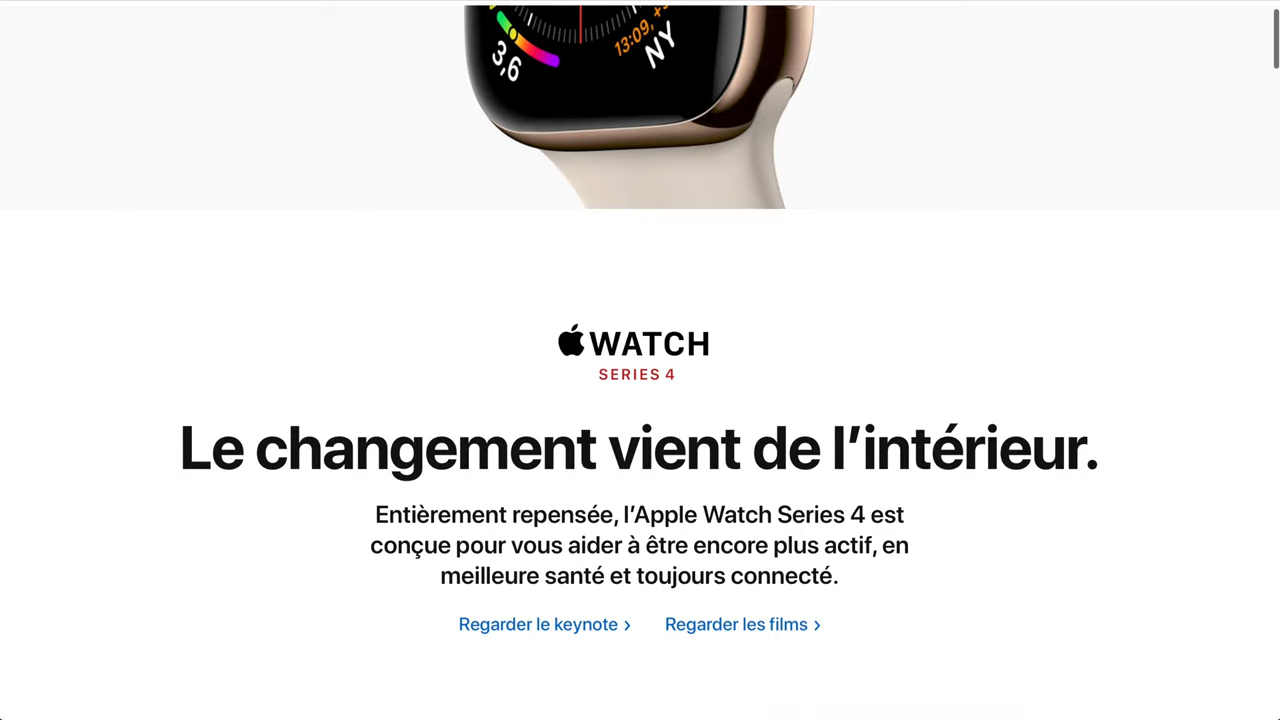 3,6
13:09, +3
NY
WATCH
SERIES 4
Le changement vient de l’intérieur.
Entièrement repensée, l’Apple Watch Series 4 est
conçue pour vous aider à être encore plus actif, en
meilleure santé et toujours connecté.
Regarder le keynote ›
Regarder les films ›